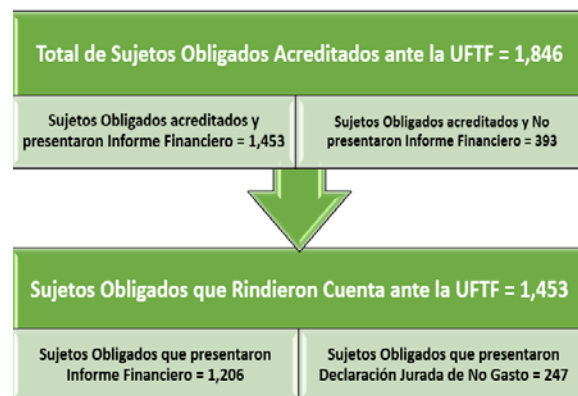 Total de Sujetos Obligados Acreditados ante la UFTF = 1,846
Sujetos Obligados acreditados y
presentaron Informe Financiero = 1,453
Sujetos Obligados acreditados y No
presentaron Informe Financiero = 393
Sujetos Obligados que Rindieron Cuenta ante la UFTF = 1,453
Sujetos Obligados que presentaron
Informe Financiero = 1,206
Sujetos Obligados que presentaron
Declaración Jurada de No Gasto = 247